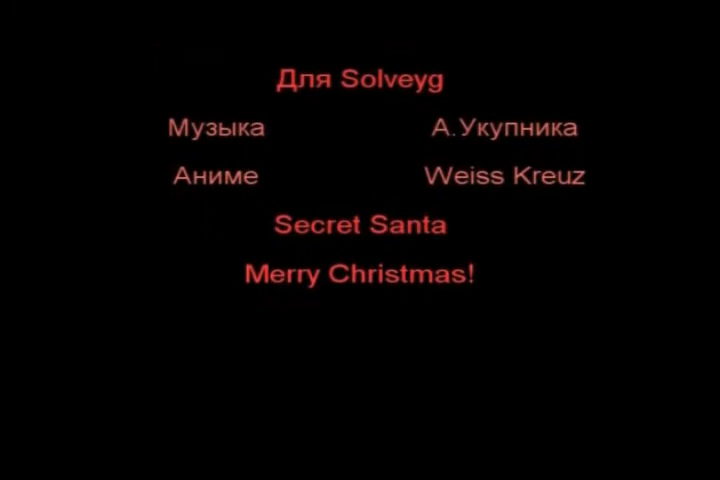 Для Solveyg
Музыка А.Укупника
Аниме Weiss Kreuz
Secret Santa
Merry Christmas!